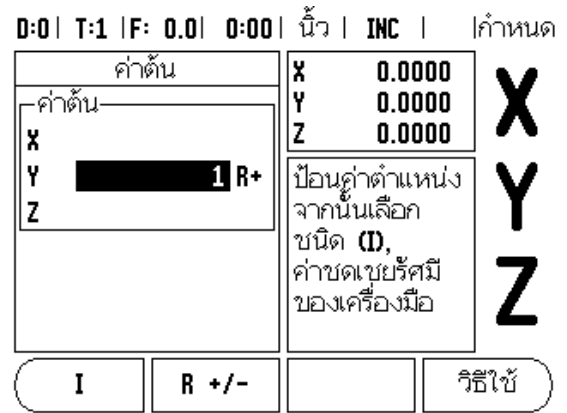 D:0 | T:1 | F: 0.0 | 0:00 | นิ้ว | INC | |กำหนด
ค่าต้น
ค่าต้น
X
Y 1 R+
Z
X 0.0000
Y 0.0000
Z 0.0000
ป้อนค่าตำแหน่ง
จากนั้นเลือก
ชนิด (I),
ค่าชดเชยรัศมี
ของเครื่องมือ
X
Y
Z
I
R +/-
วิธีใช้